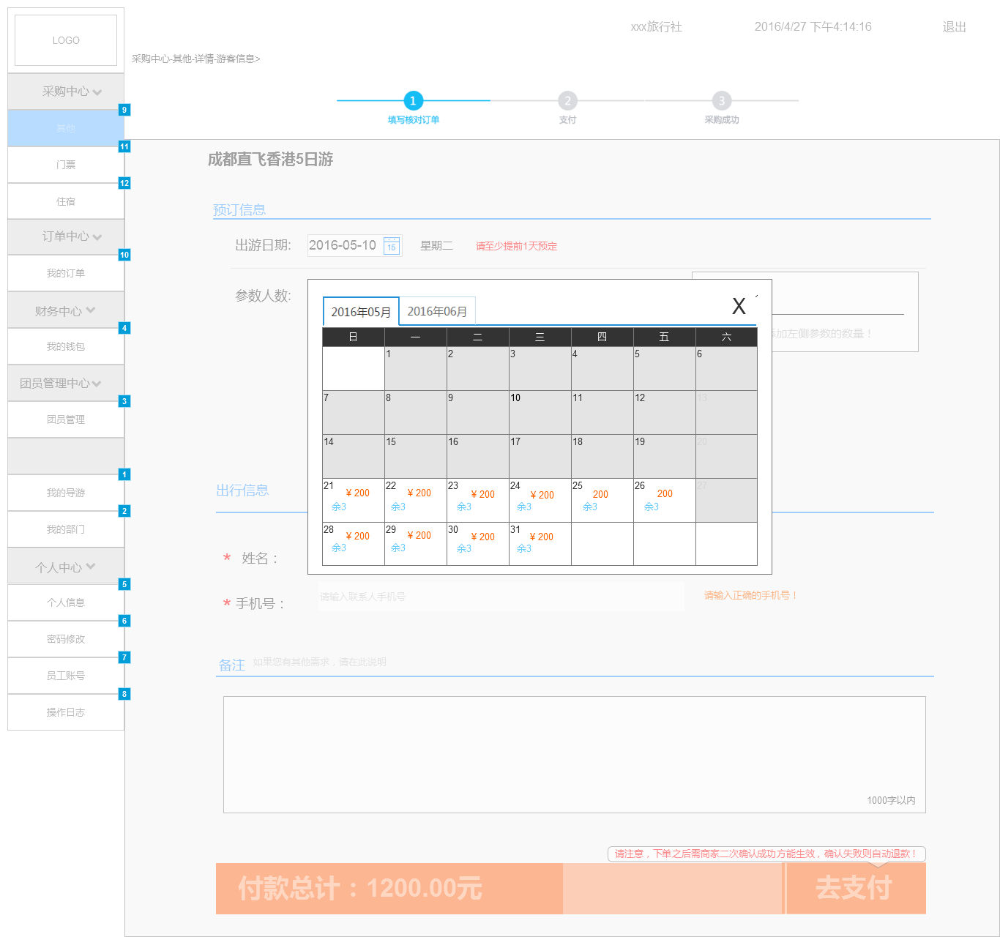 LOGO
xxx旅行社
2016/4/27 下午4:14:16
退出
采购中心-其他-详情-游客信息>
1
2
3
填写核对订单
支付
采购成功
采购中心
9
其他
11
门票
12
住宿
订单中心
10
我的订单
财务中心
4
我的钱包
团员管理中心
3
团员管理
1
我的导游
2
我的部门
个人中心
5
个人信息
6
密码修改
7
员工账号
8
操作日志
成都直飞香港5日游
预订信息
出游日期: 2016-05-10 15 星期二 请至少提前1天预定
参数人数:
加左侧参数的数量！
2016年05月 2016年06月 X
日 一 二 三 四 五 六
1 2 3 4 5 6
7 8 9 10 11 12 13
14 15 16 17 18 19 20
21 ¥ 200 22 ¥ 200 23 ¥ 200 24 ¥ 200 25 200 26 200 27
余3 余3 余3 余3 余3 余3
28 ¥ 200 29 ¥ 200 30 ¥ 200 31 ¥ 200
余3 余3 余3 余3
出行信息
* 姓名：
* 手机号： 请输入联系人手机号 请输入正确的手机号！
备注 如果您有其他需求，请在此说明
1000字以内
请注意，下单之后需商家二次确认成功方能生效，确认失败则自动退款！
付款总计：1200.00元 去支付